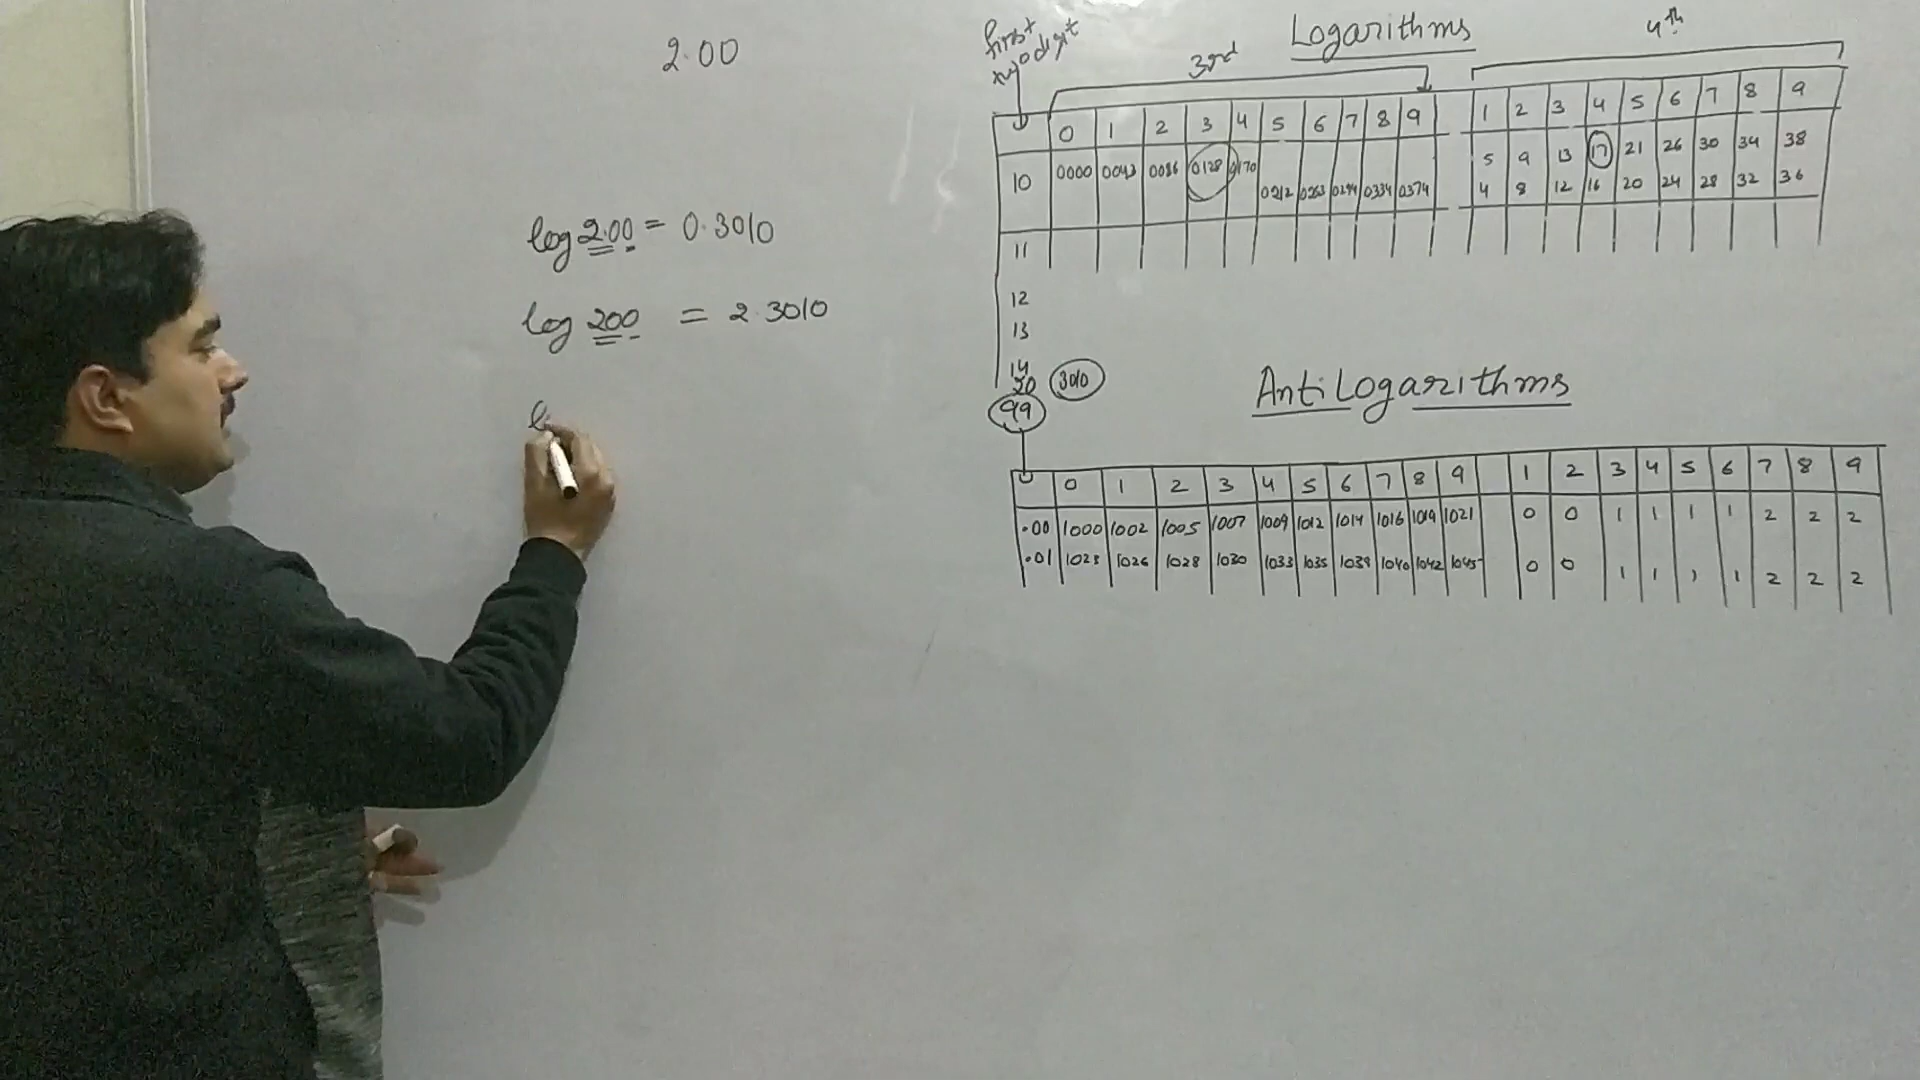 2.00
log 2.00 = 0.3010
log 200 = 2.3010
first
two digit
3rd
Logarithms
4th
0 1 2 3 4 5 6 7 8 9 1 2 3 4 5 6 7 8 9
10 0000 0043 0086 0128 0170 5 9 13 17 21 26 30 34 38
0212 0253 0294 0334 0374 4 8 12 16 20 24 28 32 36
11
12
13
14
20 3010
99
AntiLogarithms
0 1 2 3 4 5 6 7 8 9 1 2 3 4 5 6 7 8 9
.00 1000 1002 1005 1007 1009 1012 1014 1016 1019 1021 0 0 1 1 1 1 2 2 2
.01 1023 1026 1028 1030 1033 1035 1038 1040 1042 1045 0 0 1 1 1 1 2 2 2